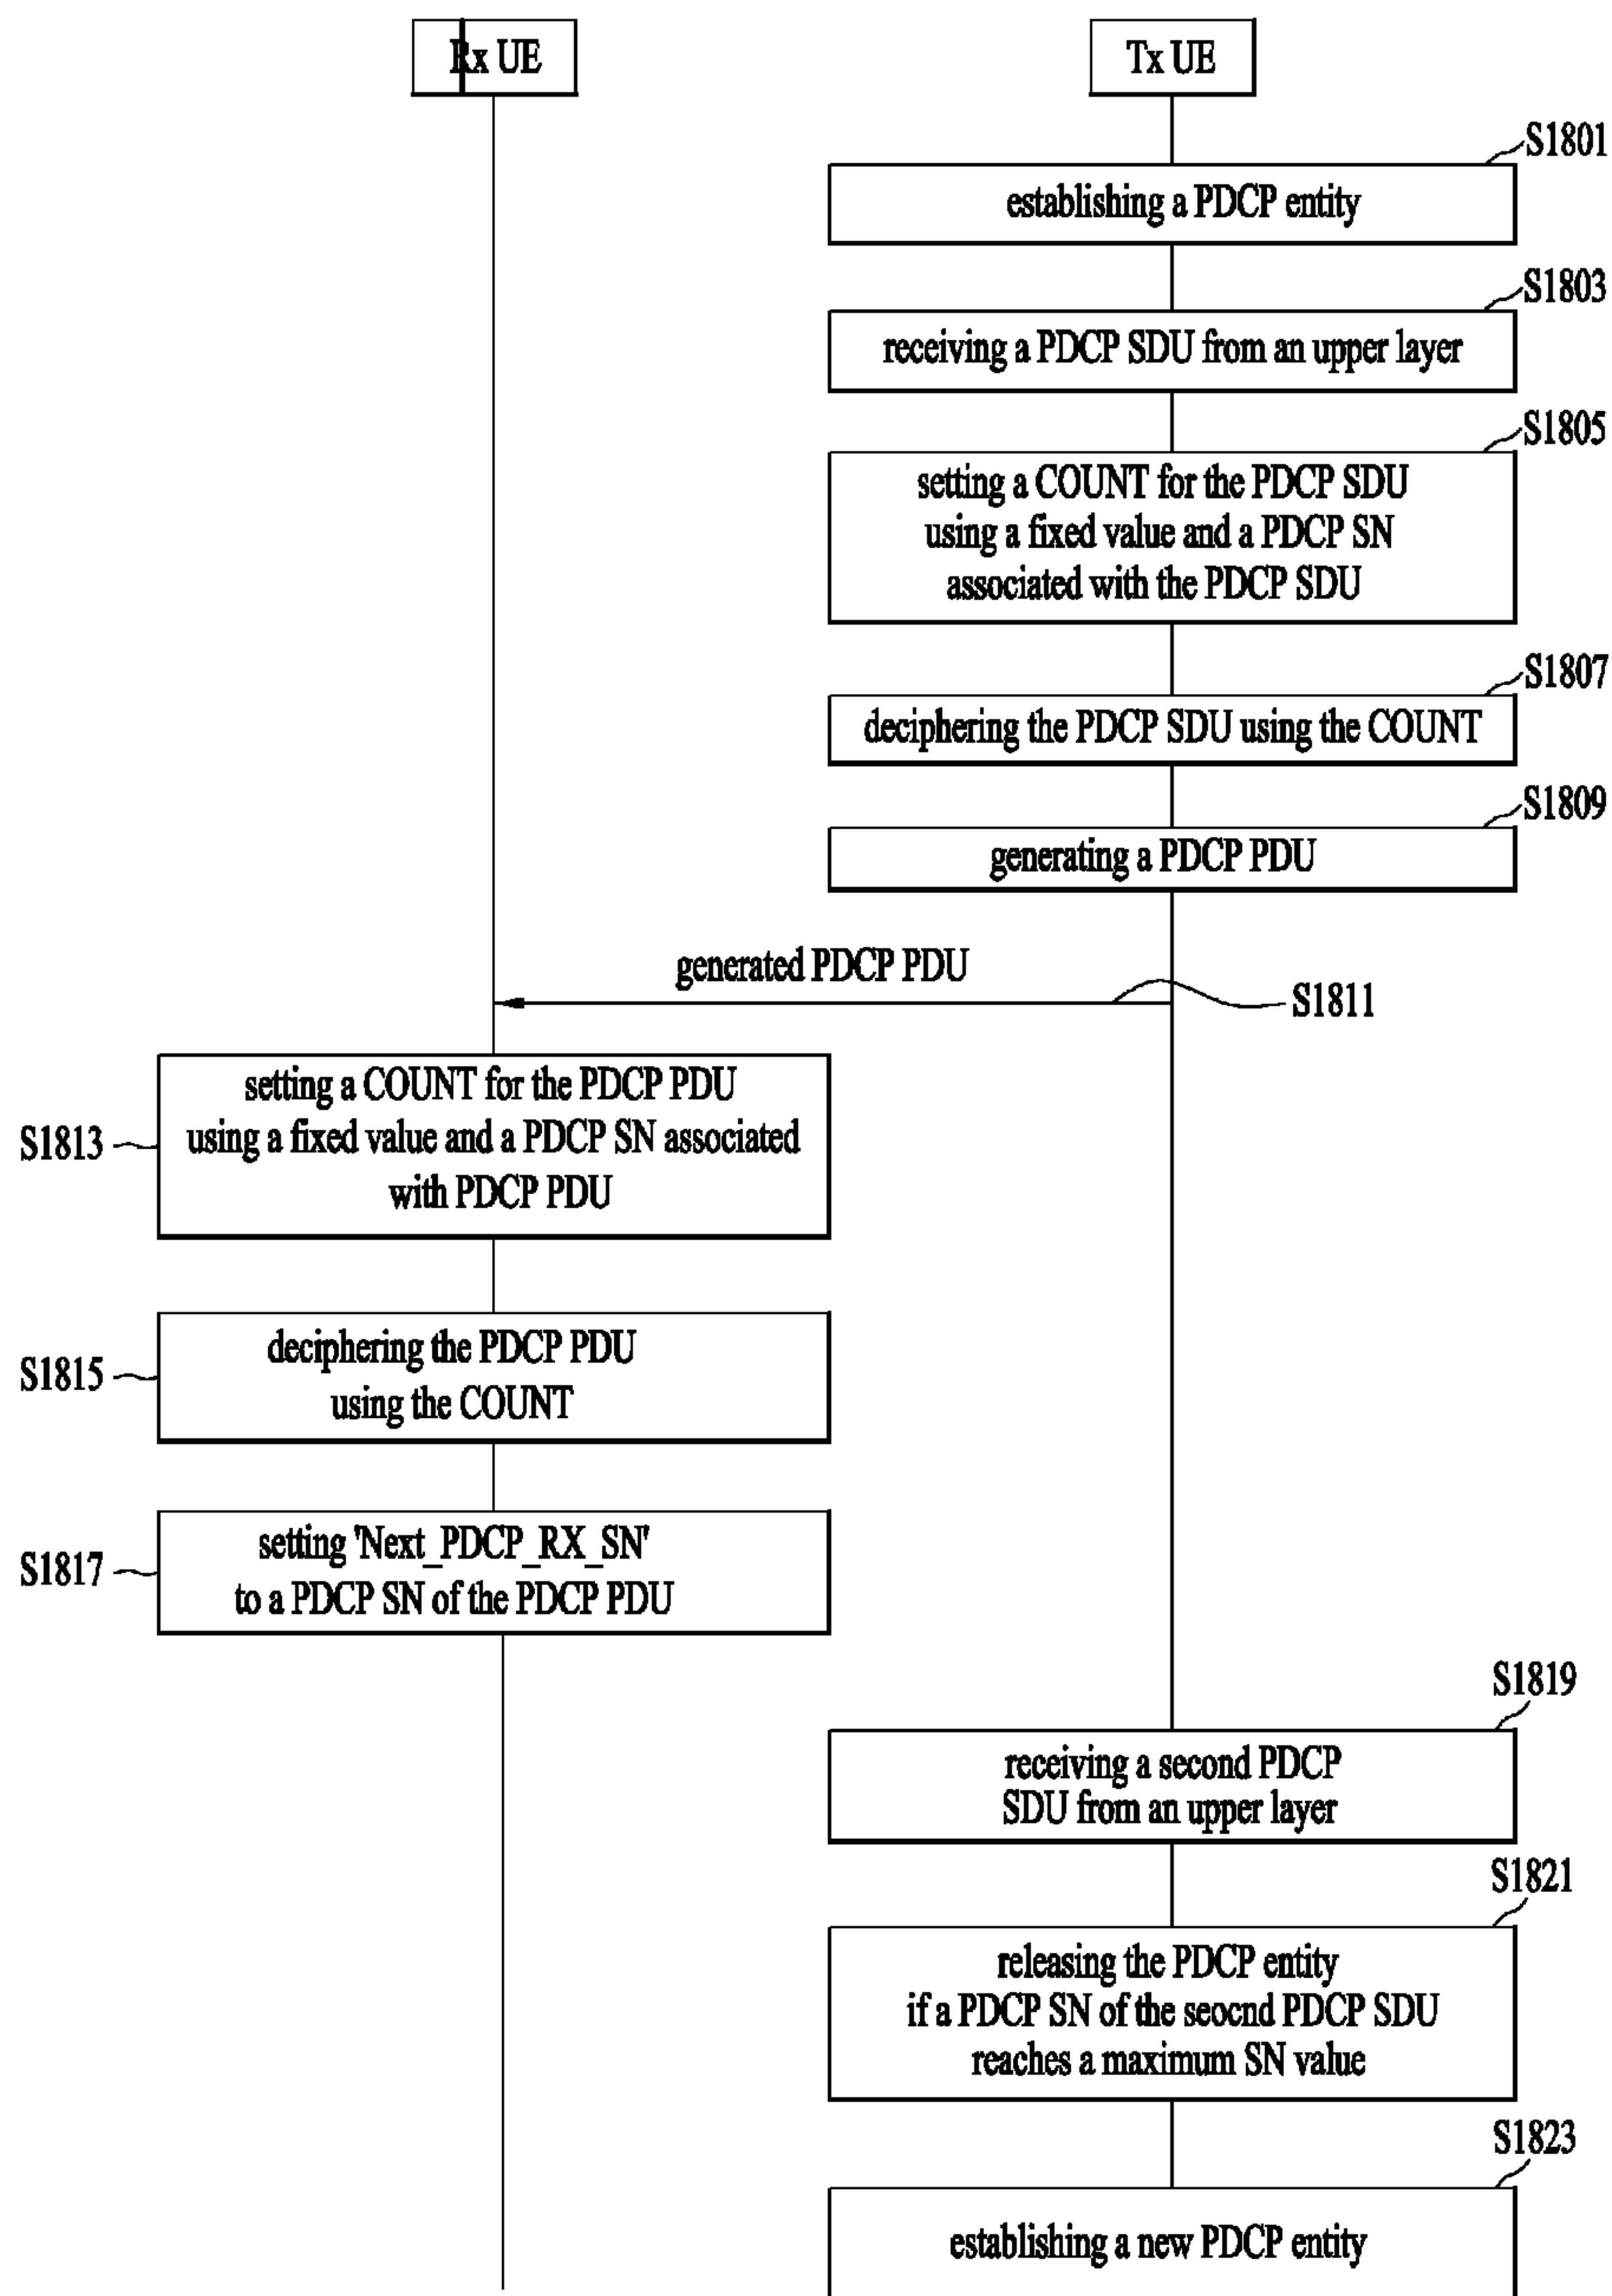 Rx UE
Tx UE
S1801
establishing a PDCP entity
S1803
receiving a PDCP SDU from an upper layer
S1805
setting a COUNT for the PDCP SDU
using a fixed value and a PDCP SN
associated with the PDCP SDU
S1807
deciphering the PDCP SDU using the COUNT
S1809
generating a PDCP PDU
generated PDCP PDU
S1811
S1813
setting a COUNT for the PDCP PDU
using a fixed value and a PDCP SN associated
with PDCP PDU
S1815
deciphering the PDCP PDU
using the COUNT
S1817
setting 'Next_PDCP_RX_SN'
to a PDCP SN of the PDCP PDU
S1819
receiving a second PDCP
SDU from an upper layer
S1821
releasing the PDCP entity
if a PDCP SN of the seocnd PDCP SDU
reaches a maximum SN value
S1823
establishing a new PDCP entity